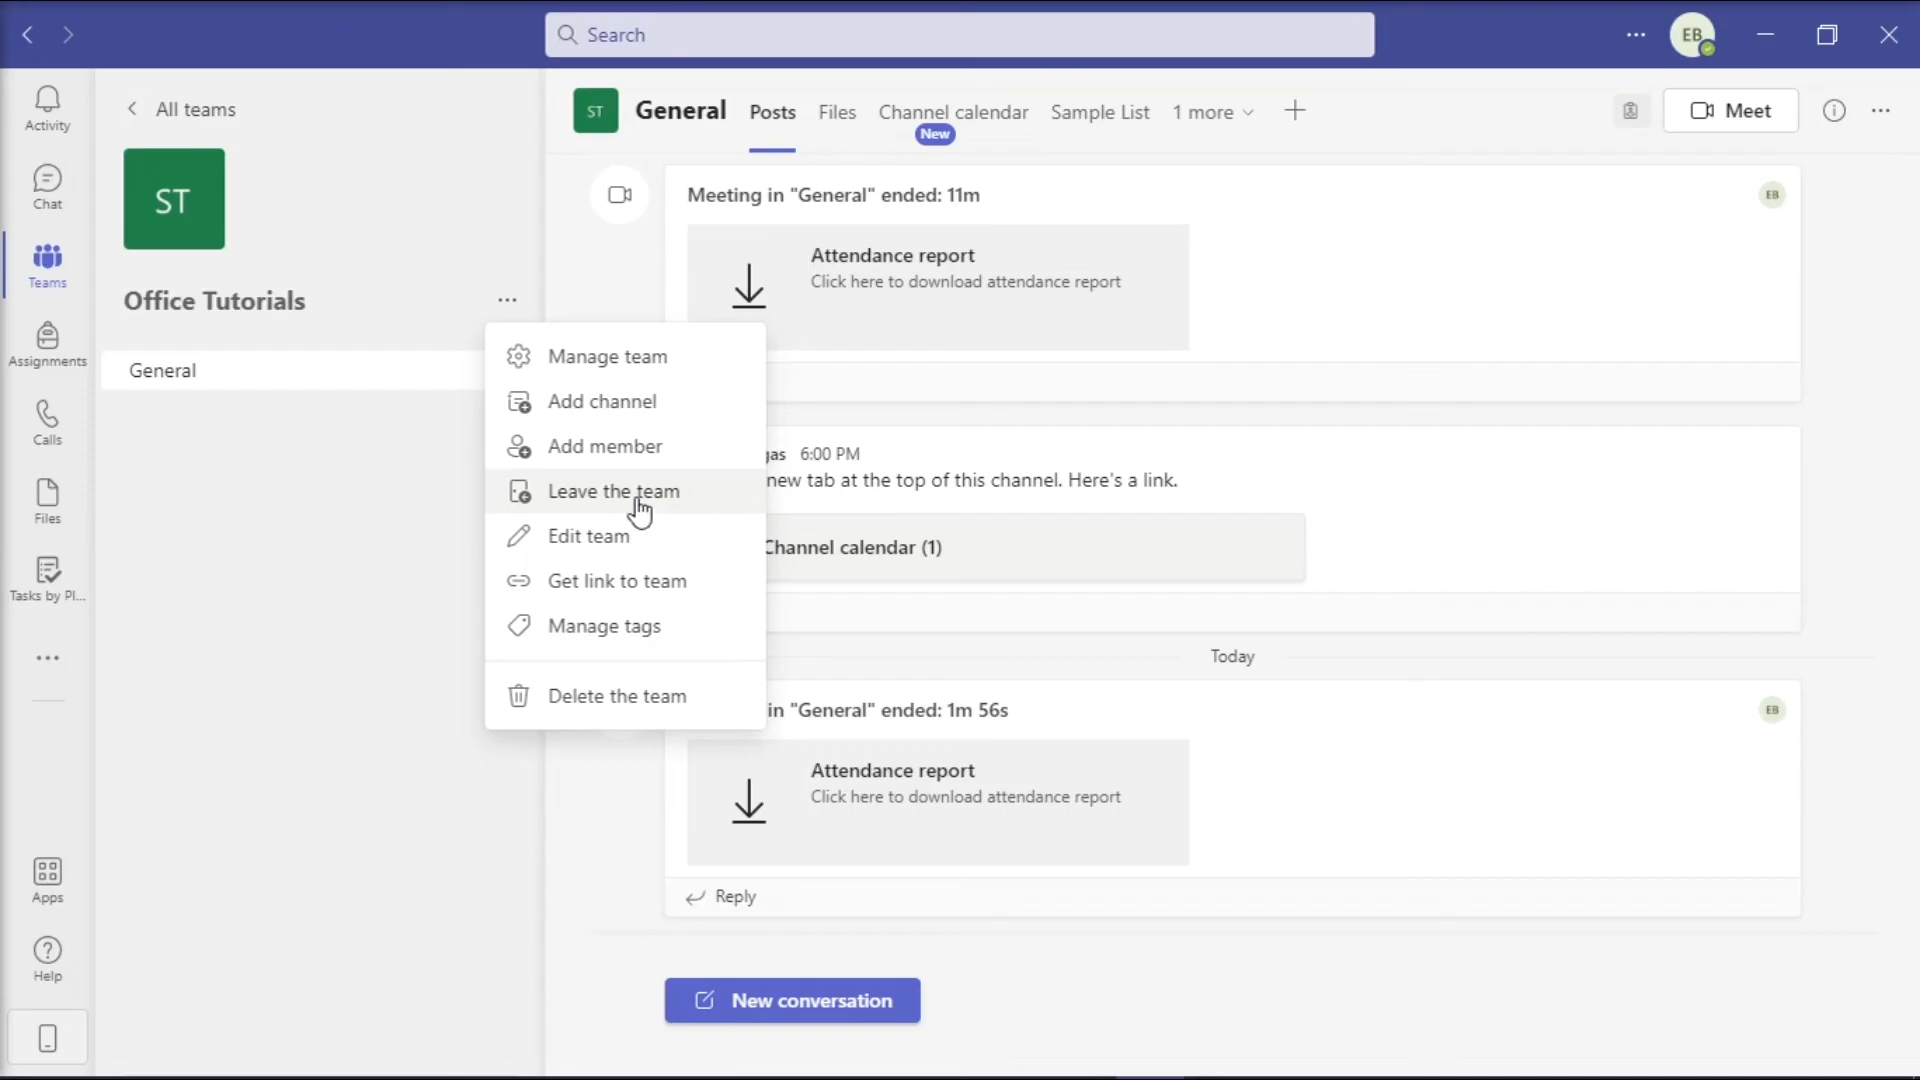 Search
EB
Activity
Chat
Teams
Assignments
Calls
Files
Tasks by Pl...
Apps
Help
All teams
ST
Office Tutorials
General
Manage team
Add channel
Add member
Leave the team
Edit team
Get link to team
Manage tags
Delete the team
ST
General
Posts
Files
Channel calendar
New
Sample List
1 more
Meet
Meeting in "General" ended: 11m
EB
Attendance report
Click here to download attendance report
6:00 PM
new tab at the top of this channel. Here's a link.
Channel calendar (1)
Today
in "General" ended: 1m 56s
EB
Attendance report
Click here to download attendance report
Reply
New conversation